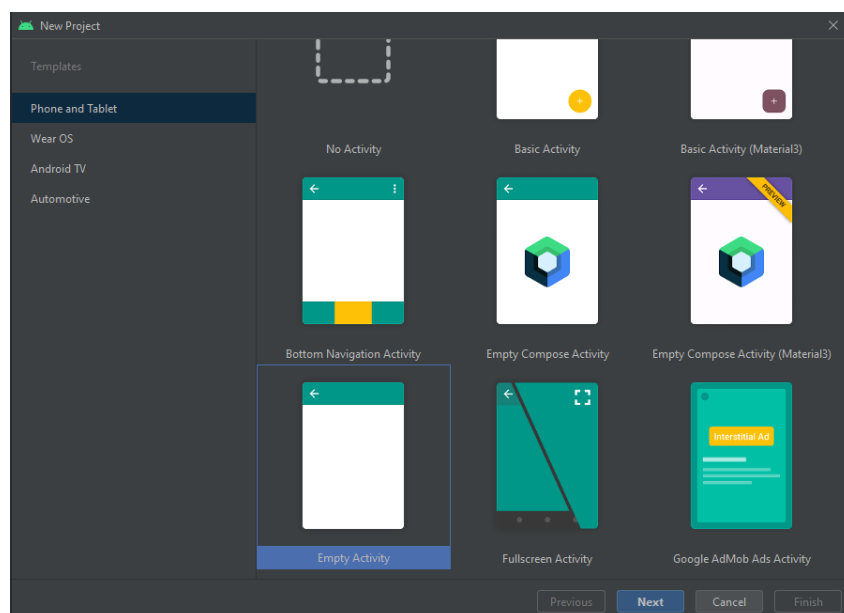 New Project
Templates
Phone and Tablet
Wear OS
Android TV
Automotive
No Activity
Basic Activity
Basic Activity (Material3)
PREVIEW
Bottom Navigation Activity
Empty Compose Activity
Empty Compose Activity (Material3)
Interstitial Ad
Empty Activity
Fullscreen Activity
Google AdMob Ads Activity
Previous
Next
Cancel
Finish